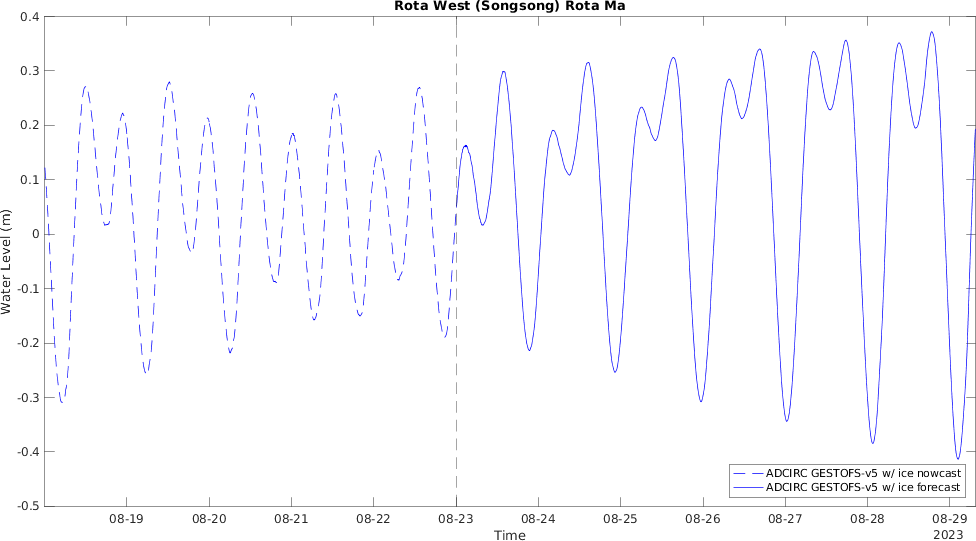 Rota West (Songsong) Rota Ma
Water Level (m)
0.4
0.3
0.2
0.1
0
-0.1
-0.2
-0.3
-0.4
-0.5
ADCIRC GESTOFS-v5 w/ ice nowcast
ADCIRC GESTOFS-v5 w/ ice forecast
08-19 08-20 08-21 08-22 08-23 08-24 08-25 08-26 08-27 08-28 08-29
2023
Time